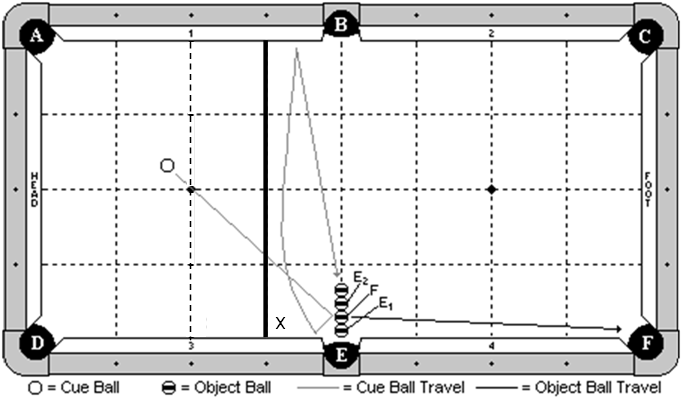 A B C
1 2
HEAD
FOOT
E2
F
E1
X
D 3 E 4 F
= Cue Ball = Object Ball = Cue Ball Travel = Object Ball Travel